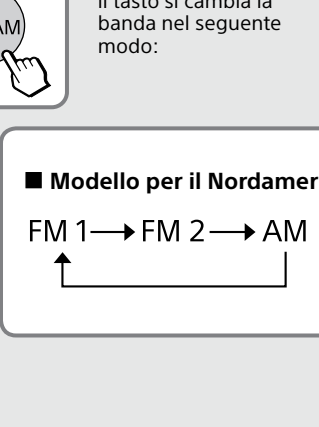 il tasto si cambia la
AM
banda nel seguente
modo:
■ Modello per il Nordamer
FM 1→FM 2→AM